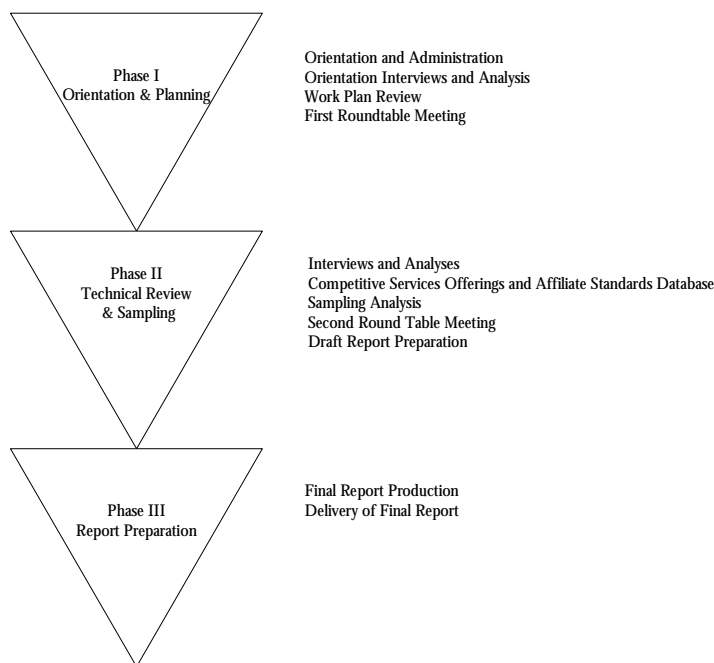 Phase I
Orientation & Planning
Orientation and Administration
Orientation Interviews and Analysis
Work Plan Review
First Roundtable Meeting
Phase II
Technical Review
& Sampling
Interviews and Analyses
Competitive Services Offerings and Affiliate Standards Database
Sampling Analysis
Second Round Table Meeting
Draft Report Preparation
Phase III
Report Preparation
Final Report Production
Delivery of Final Report